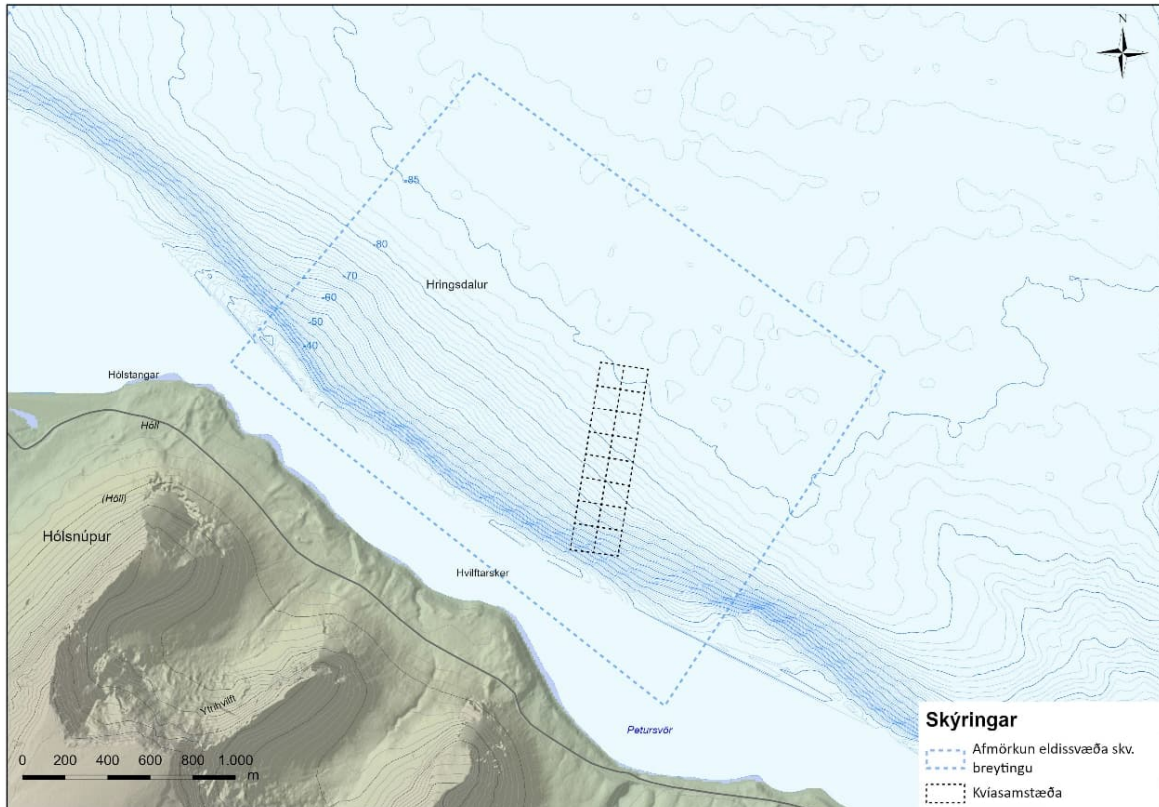 N
-85
-80
Hringsdalur
-70
-60
-50
-40
Hólstangar
Hóll
(Hóll)
Hólsnúpur
Hvilftarsker
Ytrihvilft
Petursvör
0 200 400 600 800 1.000
m
Skýringar
Afmörkun eldissvæða skv.
breytingu
Kvíasamstæða